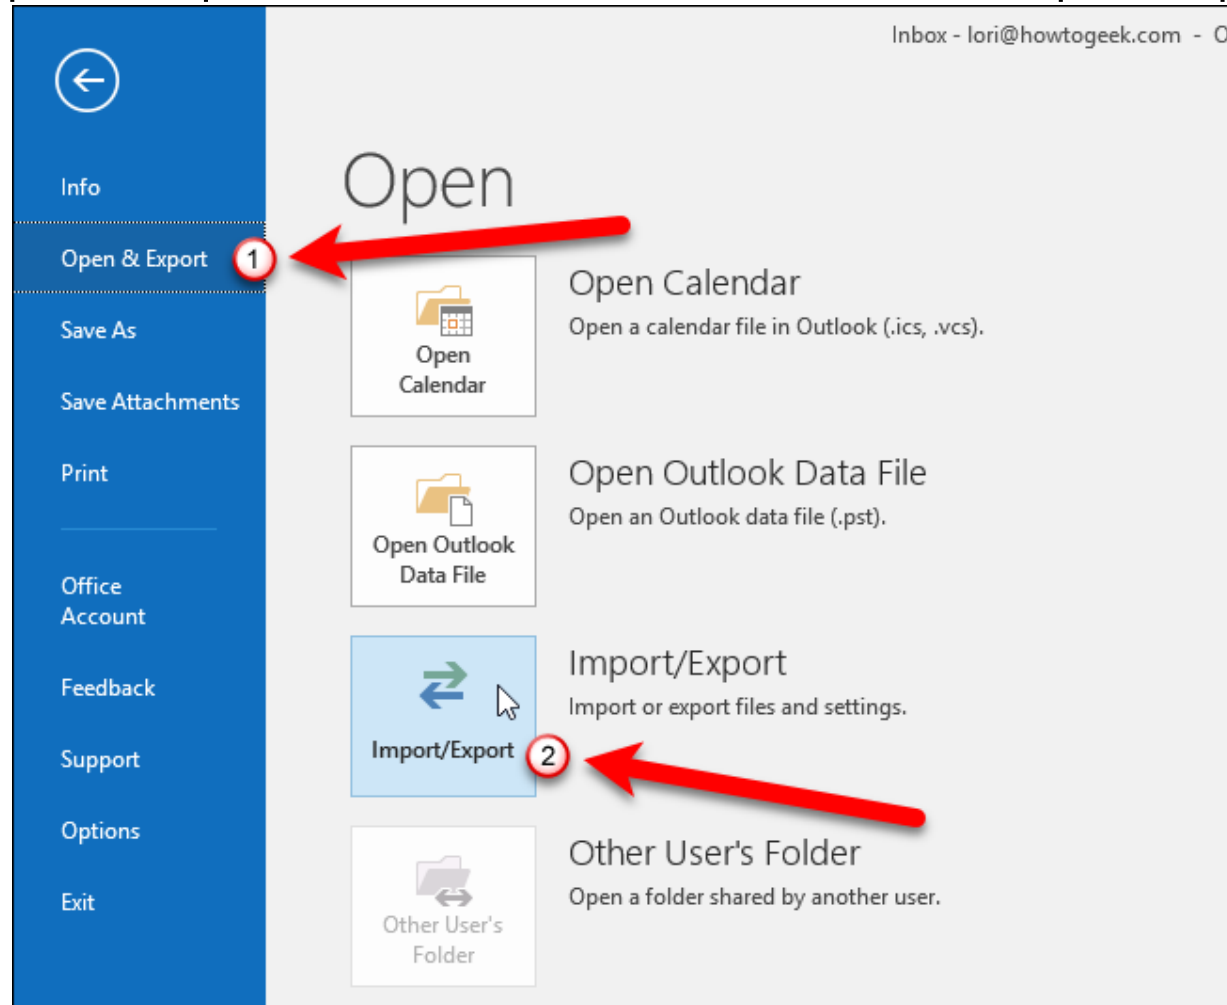 Inbox - lori@howtogeek.com - O
Info
Open & Export
1
Save As
Save Attachments
Print
Office
Account
Feedback
Support
Options
Exit
Open
Open
Calendar
Open Calendar
Open a calendar file in Outlook (.ics, .vcs).
Open Outlook
Data File
Open Outlook Data File
Open an Outlook data file (.pst).
Import/Export
2
Import/Export
Import or export files and settings.
Other User's
Folder
Other User's Folder
Open a folder shared by another user.